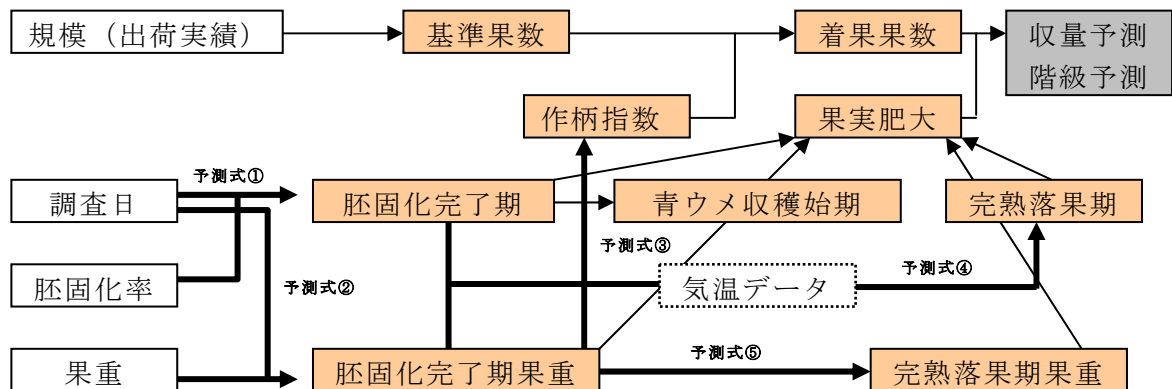 規模（出荷実績）
基準果数
着果果数
収量予測
階級予測
作柄指数
果実肥大
予測式①
調査日
胚固化完了期
青ウメ収穫始期
完熟落果期
予測式③
予測式④
胚固化率
予測式②
気温データ
予測式⑤
果重
胚固化完了期果重
完熟落果期果重